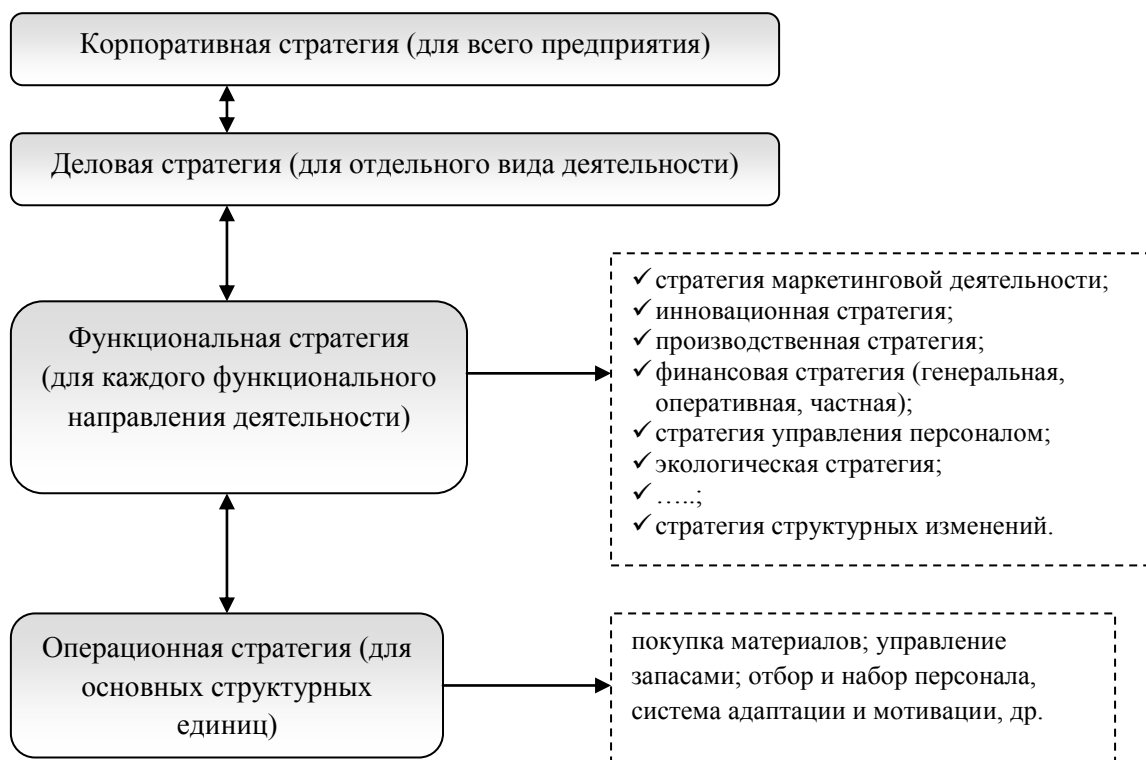 Корпоративная стратегия (для всего предприятия)
Деловая стратегия (для отдельного вида деятельности)
Функциональная стратегия
(для каждого функционального
направления деятельности)
✓ стратегия маркетинговой деятельности;
✓ инновационная стратегия;
✓ производственная стратегия;
✓ финансовая стратегия (генеральная,
оперативная, частная);
✓ стратегия управления персоналом;
✓ экологическая стратегия;
✓ …..;
✓ стратегия структурных изменений.
Операционная стратегия (для
основных структурных
единиц)
покупка материалов; управление
запасами; отбор и набор персонала,
система адаптации и мотивации, др.